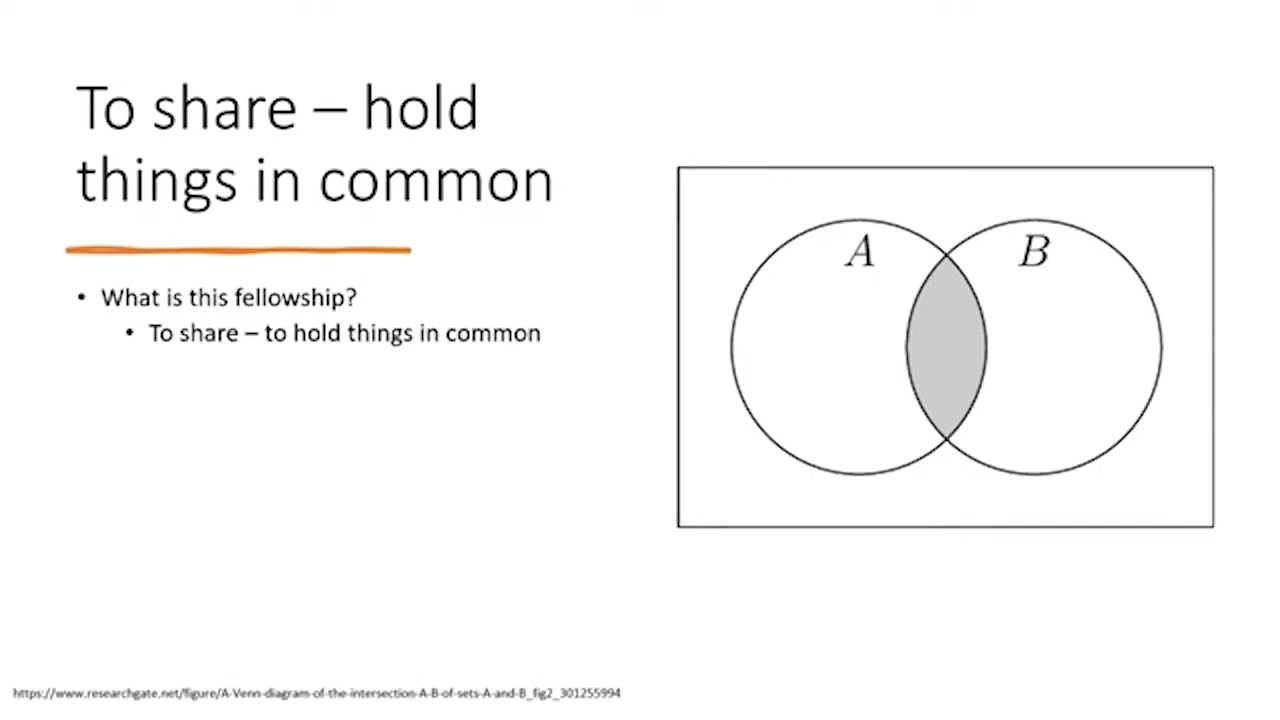 To share – hold
things in common
• What is this fellowship?
• To share – to hold things in common
A
B
https://www.researchgate.net/figure/A-Venn-diagram-of-the-intersection-A-B-of-sets-A-and-B_fig2_301255994